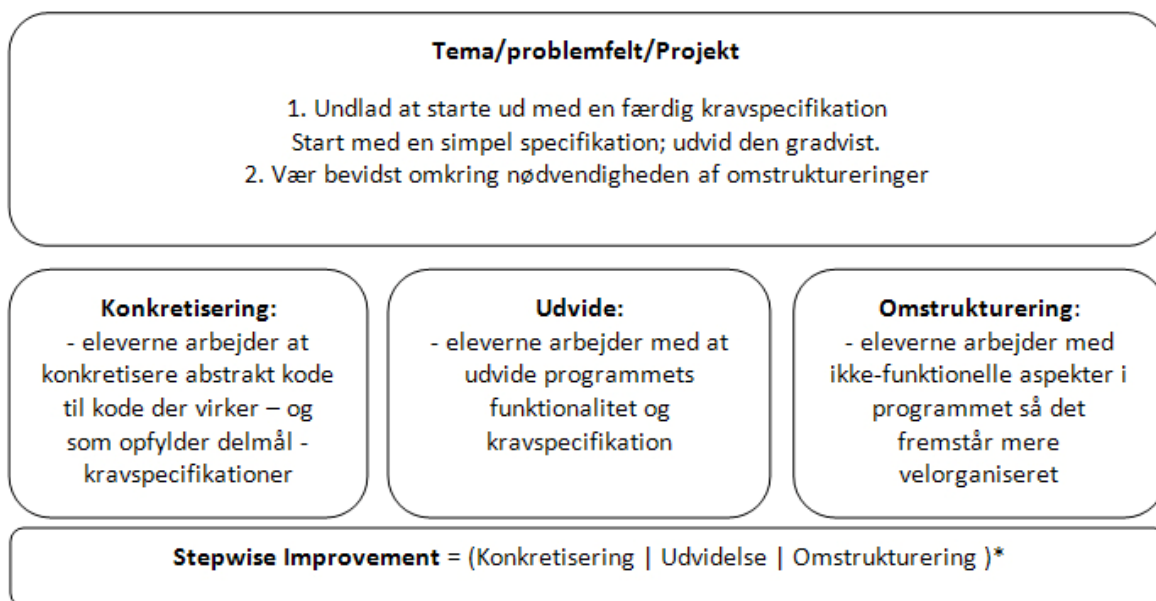 Tema/problemfelt/Projekt
1. Undlad at starte ud med en færdig kravspecifikation
Start med en simpel specifikation; udvid den gradvist.
2. Vær bevidst omkring nødvendigheden af omstruktureringer
Konkretisering:
- eleverne arbejder at
konkretisere abstrakt kode
til kode der virker – og
som opfylder delmål -
kravspecifikationer
Udvide:
- eleverne arbejder med at
udvide programmets
funktionalitet og
kravspecifikation
Omstrukturering:
- eleverne arbejder med
ikke-funktionelle aspekter i
programmet så det
fremstår mere
velorganiseret
Stepwise Improvement = (Konkretisering | Udvidelse | Omstrukturering )*